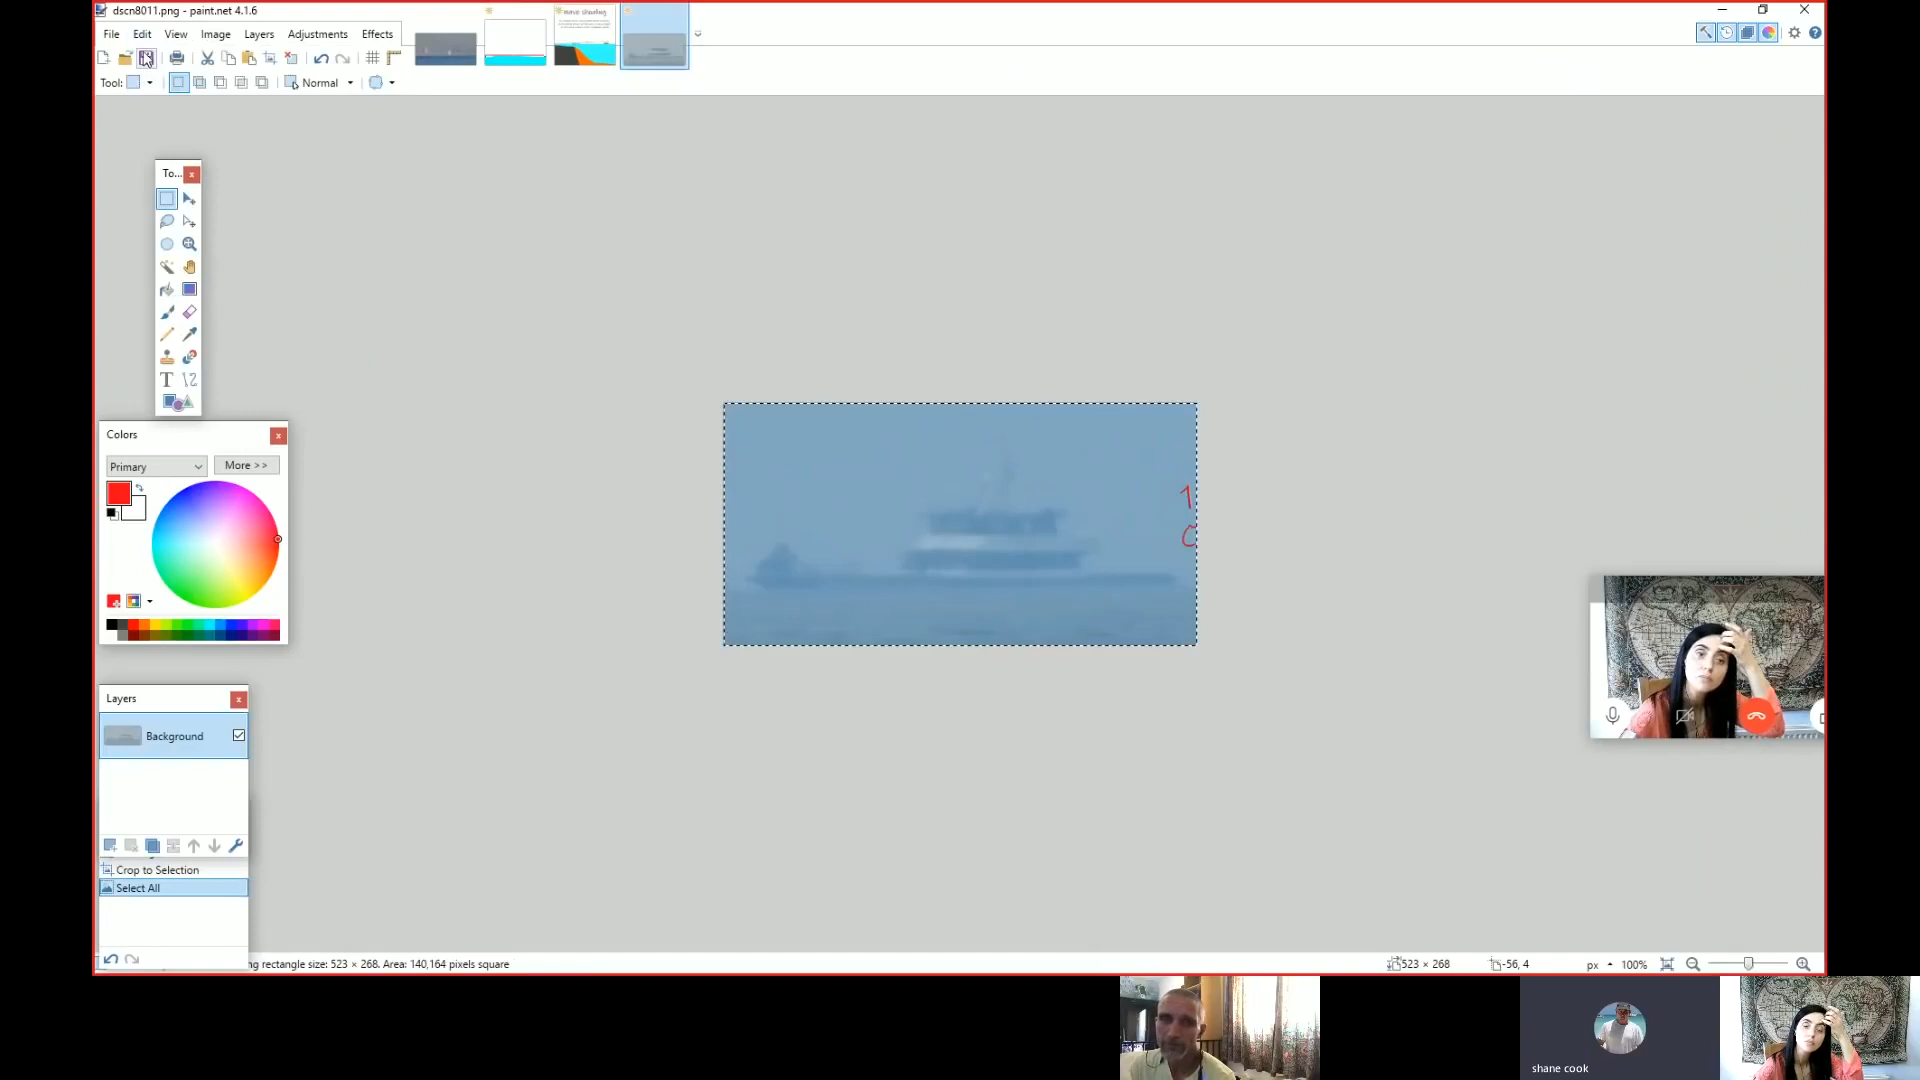 dscn8011.png - paint.net 4.1.6
File Edit View Image Layers Adjustments Effects
Tool: Normal
To...
Colors
Primary More >>
1
Layers
Background
Crop to Selection
Select All
ng rectangle size: 523 × 268. Area: 140,164 pixels square
523 × 268 -56, 4 px 100%
shane cook